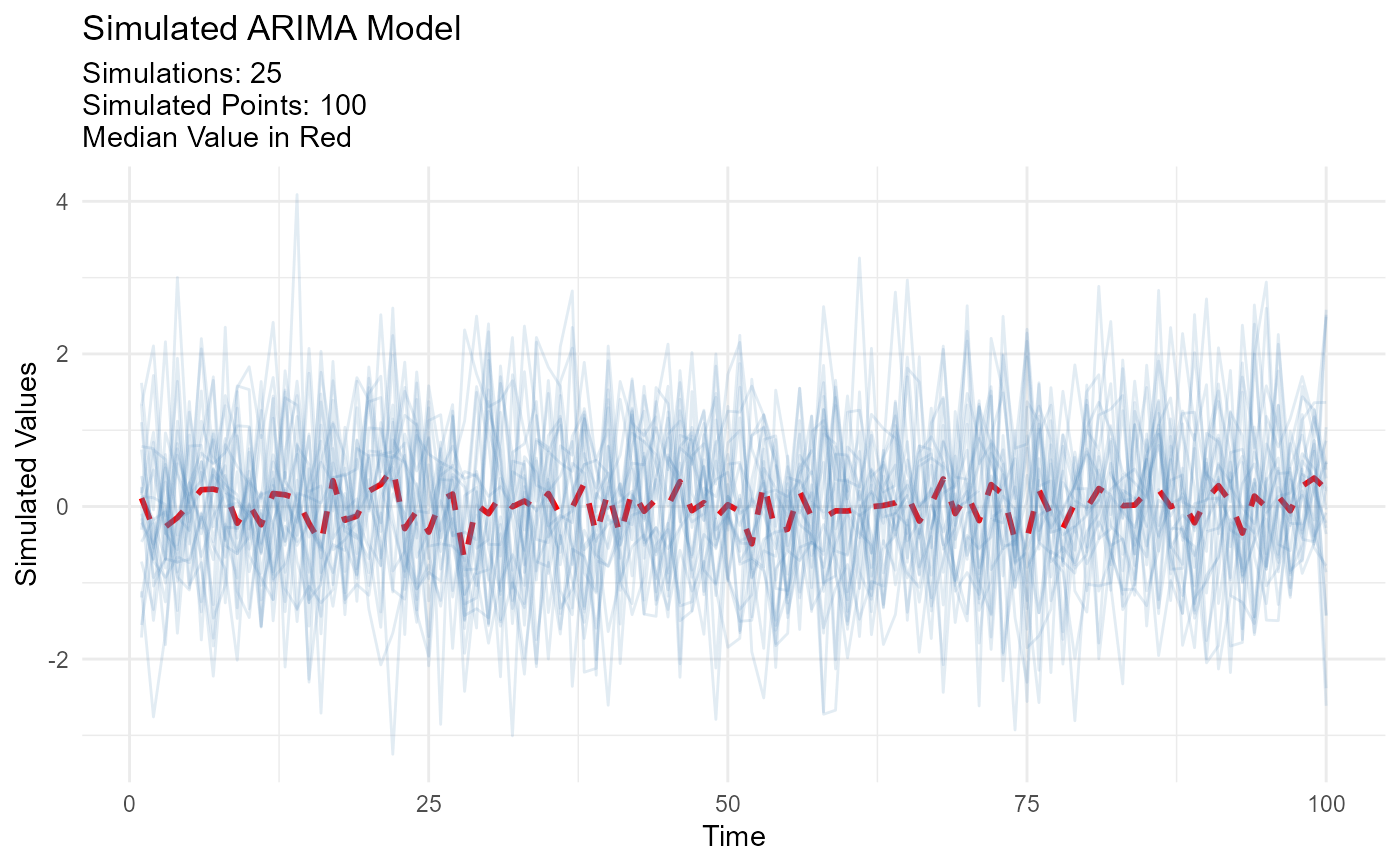 Simulated ARIMA Model
Simulations: 25
Simulated Points: 100
Median Value in Red
4
2
0
-2
Simulated Values
0 25 50 75 100
Time